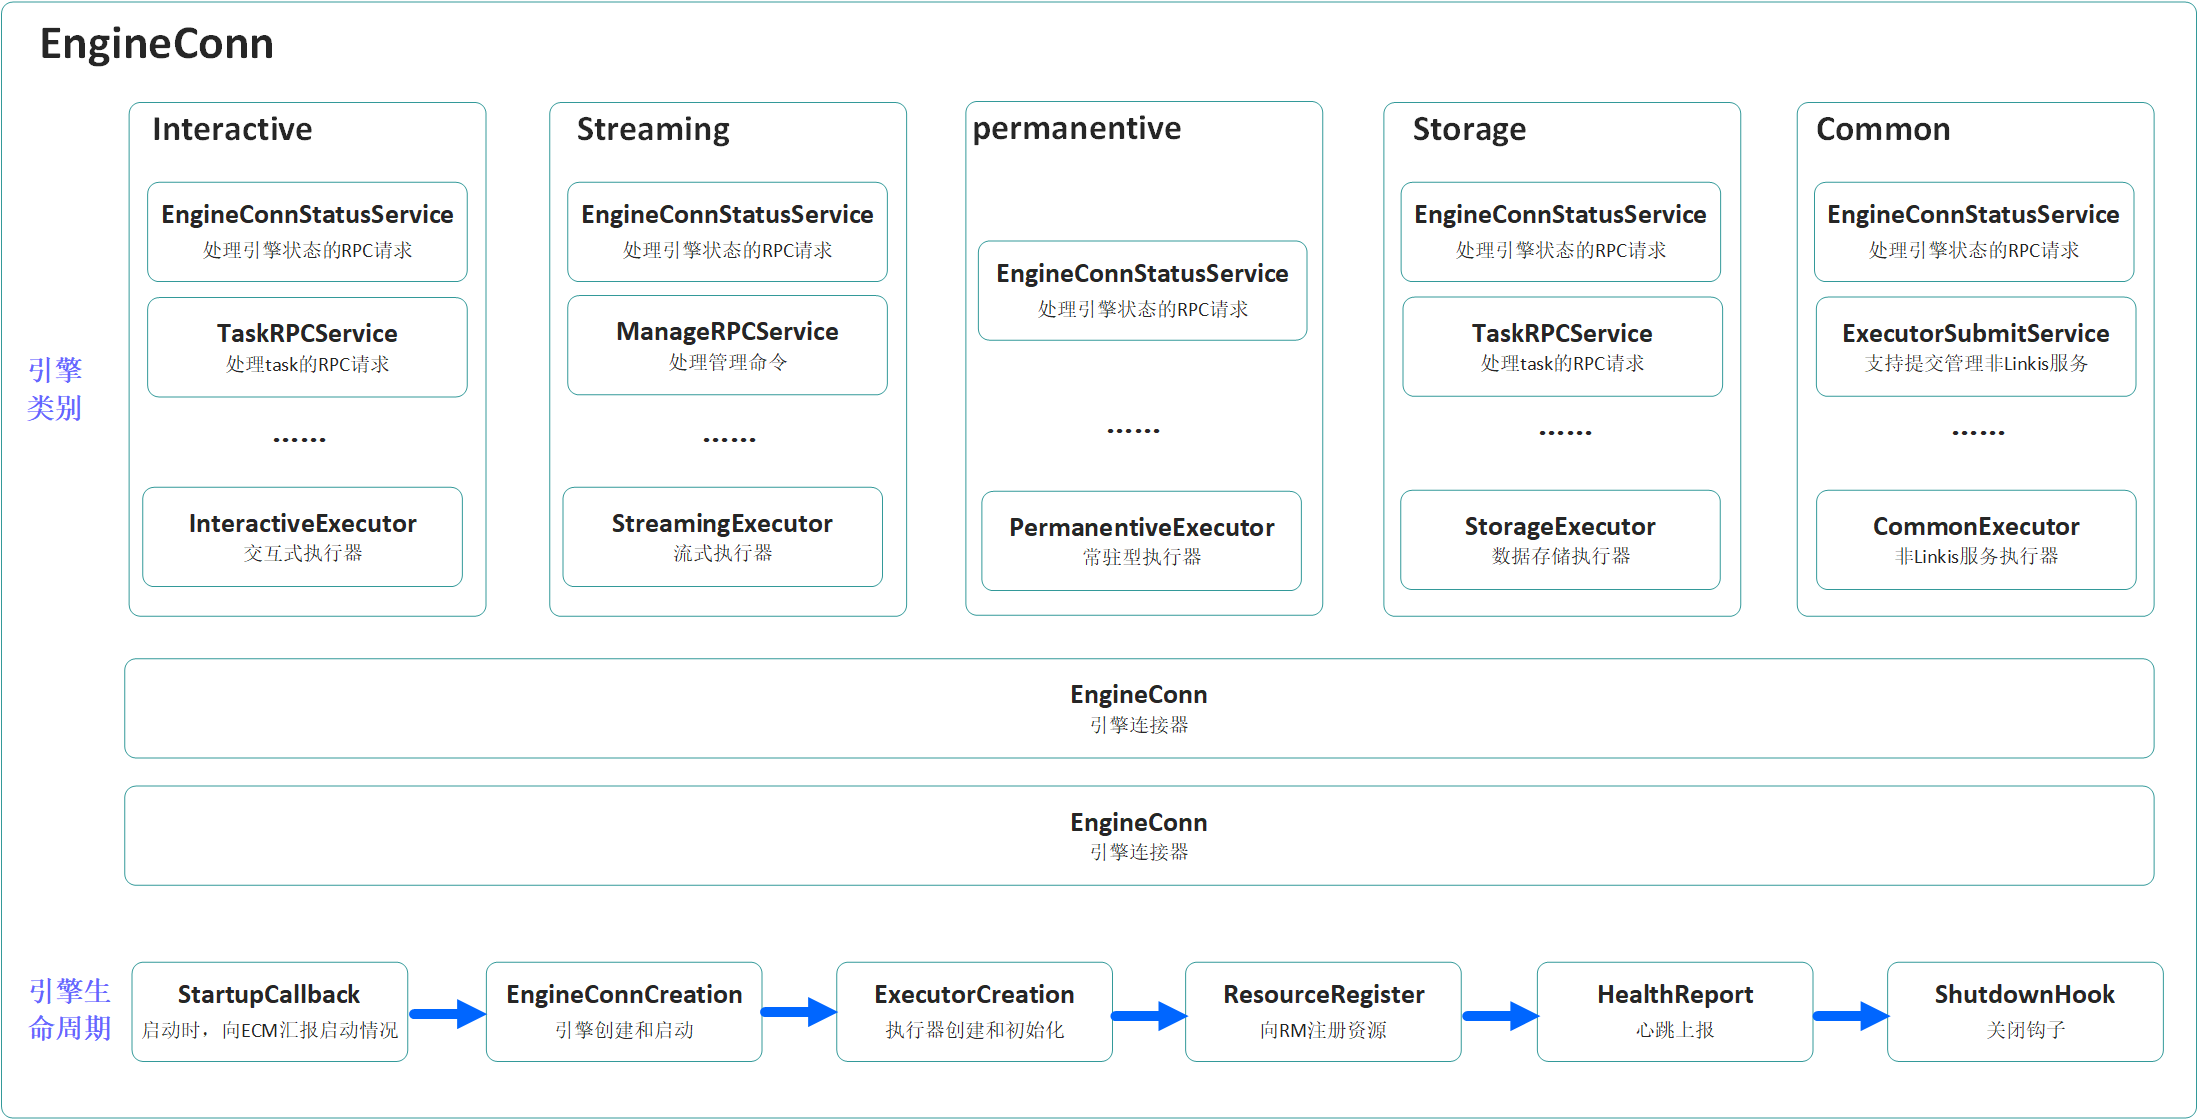 EngineConn
引擎
类别
Interactive
EngineConnStatusService
处理引擎状态的RPC请求
TaskRPCService
处理task的RPC请求
……
InteractiveExecutor
交互式执行器
Streaming
EngineConnStatusService
处理引擎状态的RPC请求
ManageRPCService
处理管理命令
……
StreamingExecutor
流式执行器
permanentive
EngineConnStatusService
处理引擎状态的RPC请求
……
PermanentiveExecutor
常驻型执行器
Storage
EngineConnStatusService
处理引擎状态的RPC请求
TaskRPCService
处理task的RPC请求
……
StorageExecutor
数据存储执行器
Common
EngineConnStatusService
处理引擎状态的RPC请求
ExecutorSubmitService
支持提交管理非Linkis服务
……
CommonExecutor
非Linkis服务执行器
EngineConn
引擎连接器
EngineConn
引擎连接器
引擎生
命周期
StartupCallback
启动时，向ECM汇报启动情况
EngineConnCreation
引擎创建和启动
ExecutorCreation
执行器创建和初始化
ResourceRegister
向RM注册资源
HealthReport
心跳上报
ShutdownHook
关闭钩子